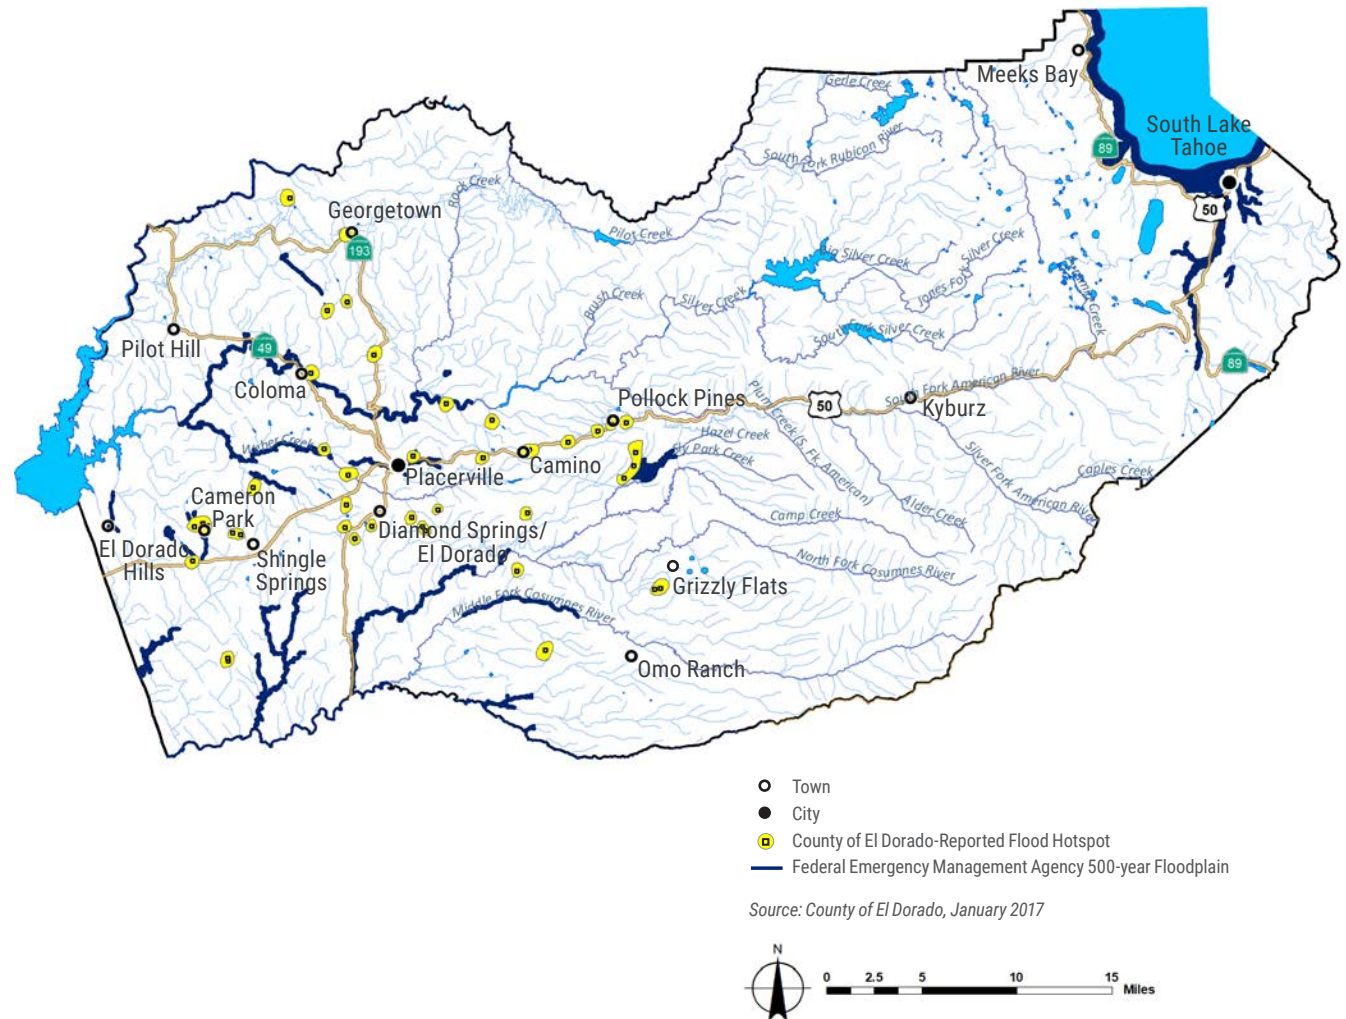 Meeks Bay
South Lake
Tahoe
89
50
Gerle Creek
South Fork Rubicon River
Rock Creek
Georgetown
193
Pilot Creek
Big Silver Creek
Jones Fork Silver Creek
Silver Creek
Brush Creek
South Fork Silver Creek
Pilot Hill
49
Coloma
89
South Fork American River
Pollock Pines
50
Kyburz
Plum Creek (S. Fk. American)
Hazel Creek
Fly Park Creek
Silver Fork American River
Caples Creek
Alder Creek
Weber Creek
Camino
Placerville
Cameron
Park
Camp Creek
Diamond Springs/
El Dorado
El Dorado
Hills
Shingle
Springs
North Fork Cosumnes River
Grizzly Flats
Middle Fork Cosumnes River
Omo Ranch
Town
City
County of El Dorado-Reported Flood Hotspot
Federal Emergency Management Agency 500-year Floodplain
Source: County of El Dorado, January 2017
N
0 2.5 5 10 15
Miles